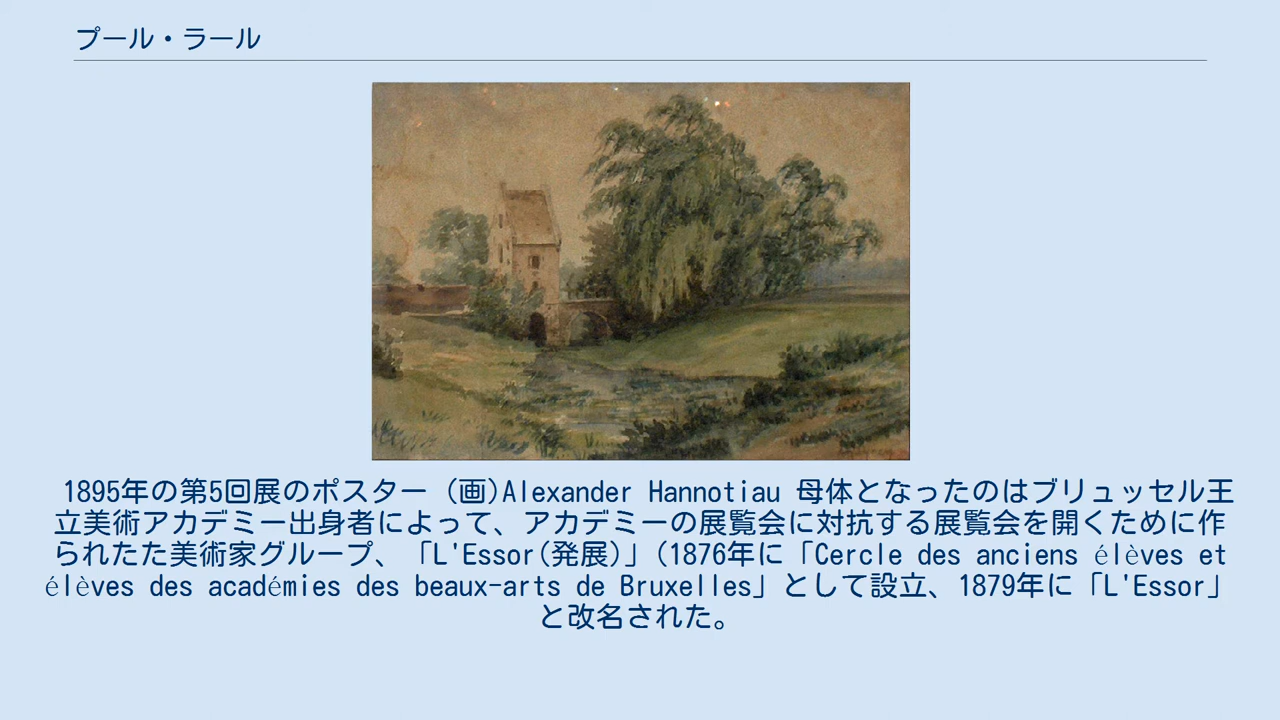 プール・ラール
1895年の第5回展のポスター (画)Alexander Hannotiau 母体となったのはブリュッセル王
立美術アカデミー出身者によって、アカデミーの展覧会に対抗する展覧会を開くために作
られたた美術家グループ、「L'Essor(発展)」(1876年に「Cercle des anciens élèves et
élèves des académies des beaux-arts de Bruxelles」として設立、1879年に「L'Essor」
と改名された。